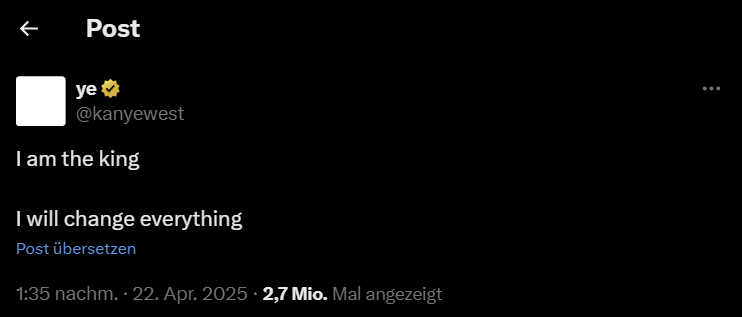 Post
ye
@kanyewest
I am the king
I will change everything
Post übersetzen
1:35 nachm. · 22. Apr. 2025 · 2,7 Mio. Mal angezeigt